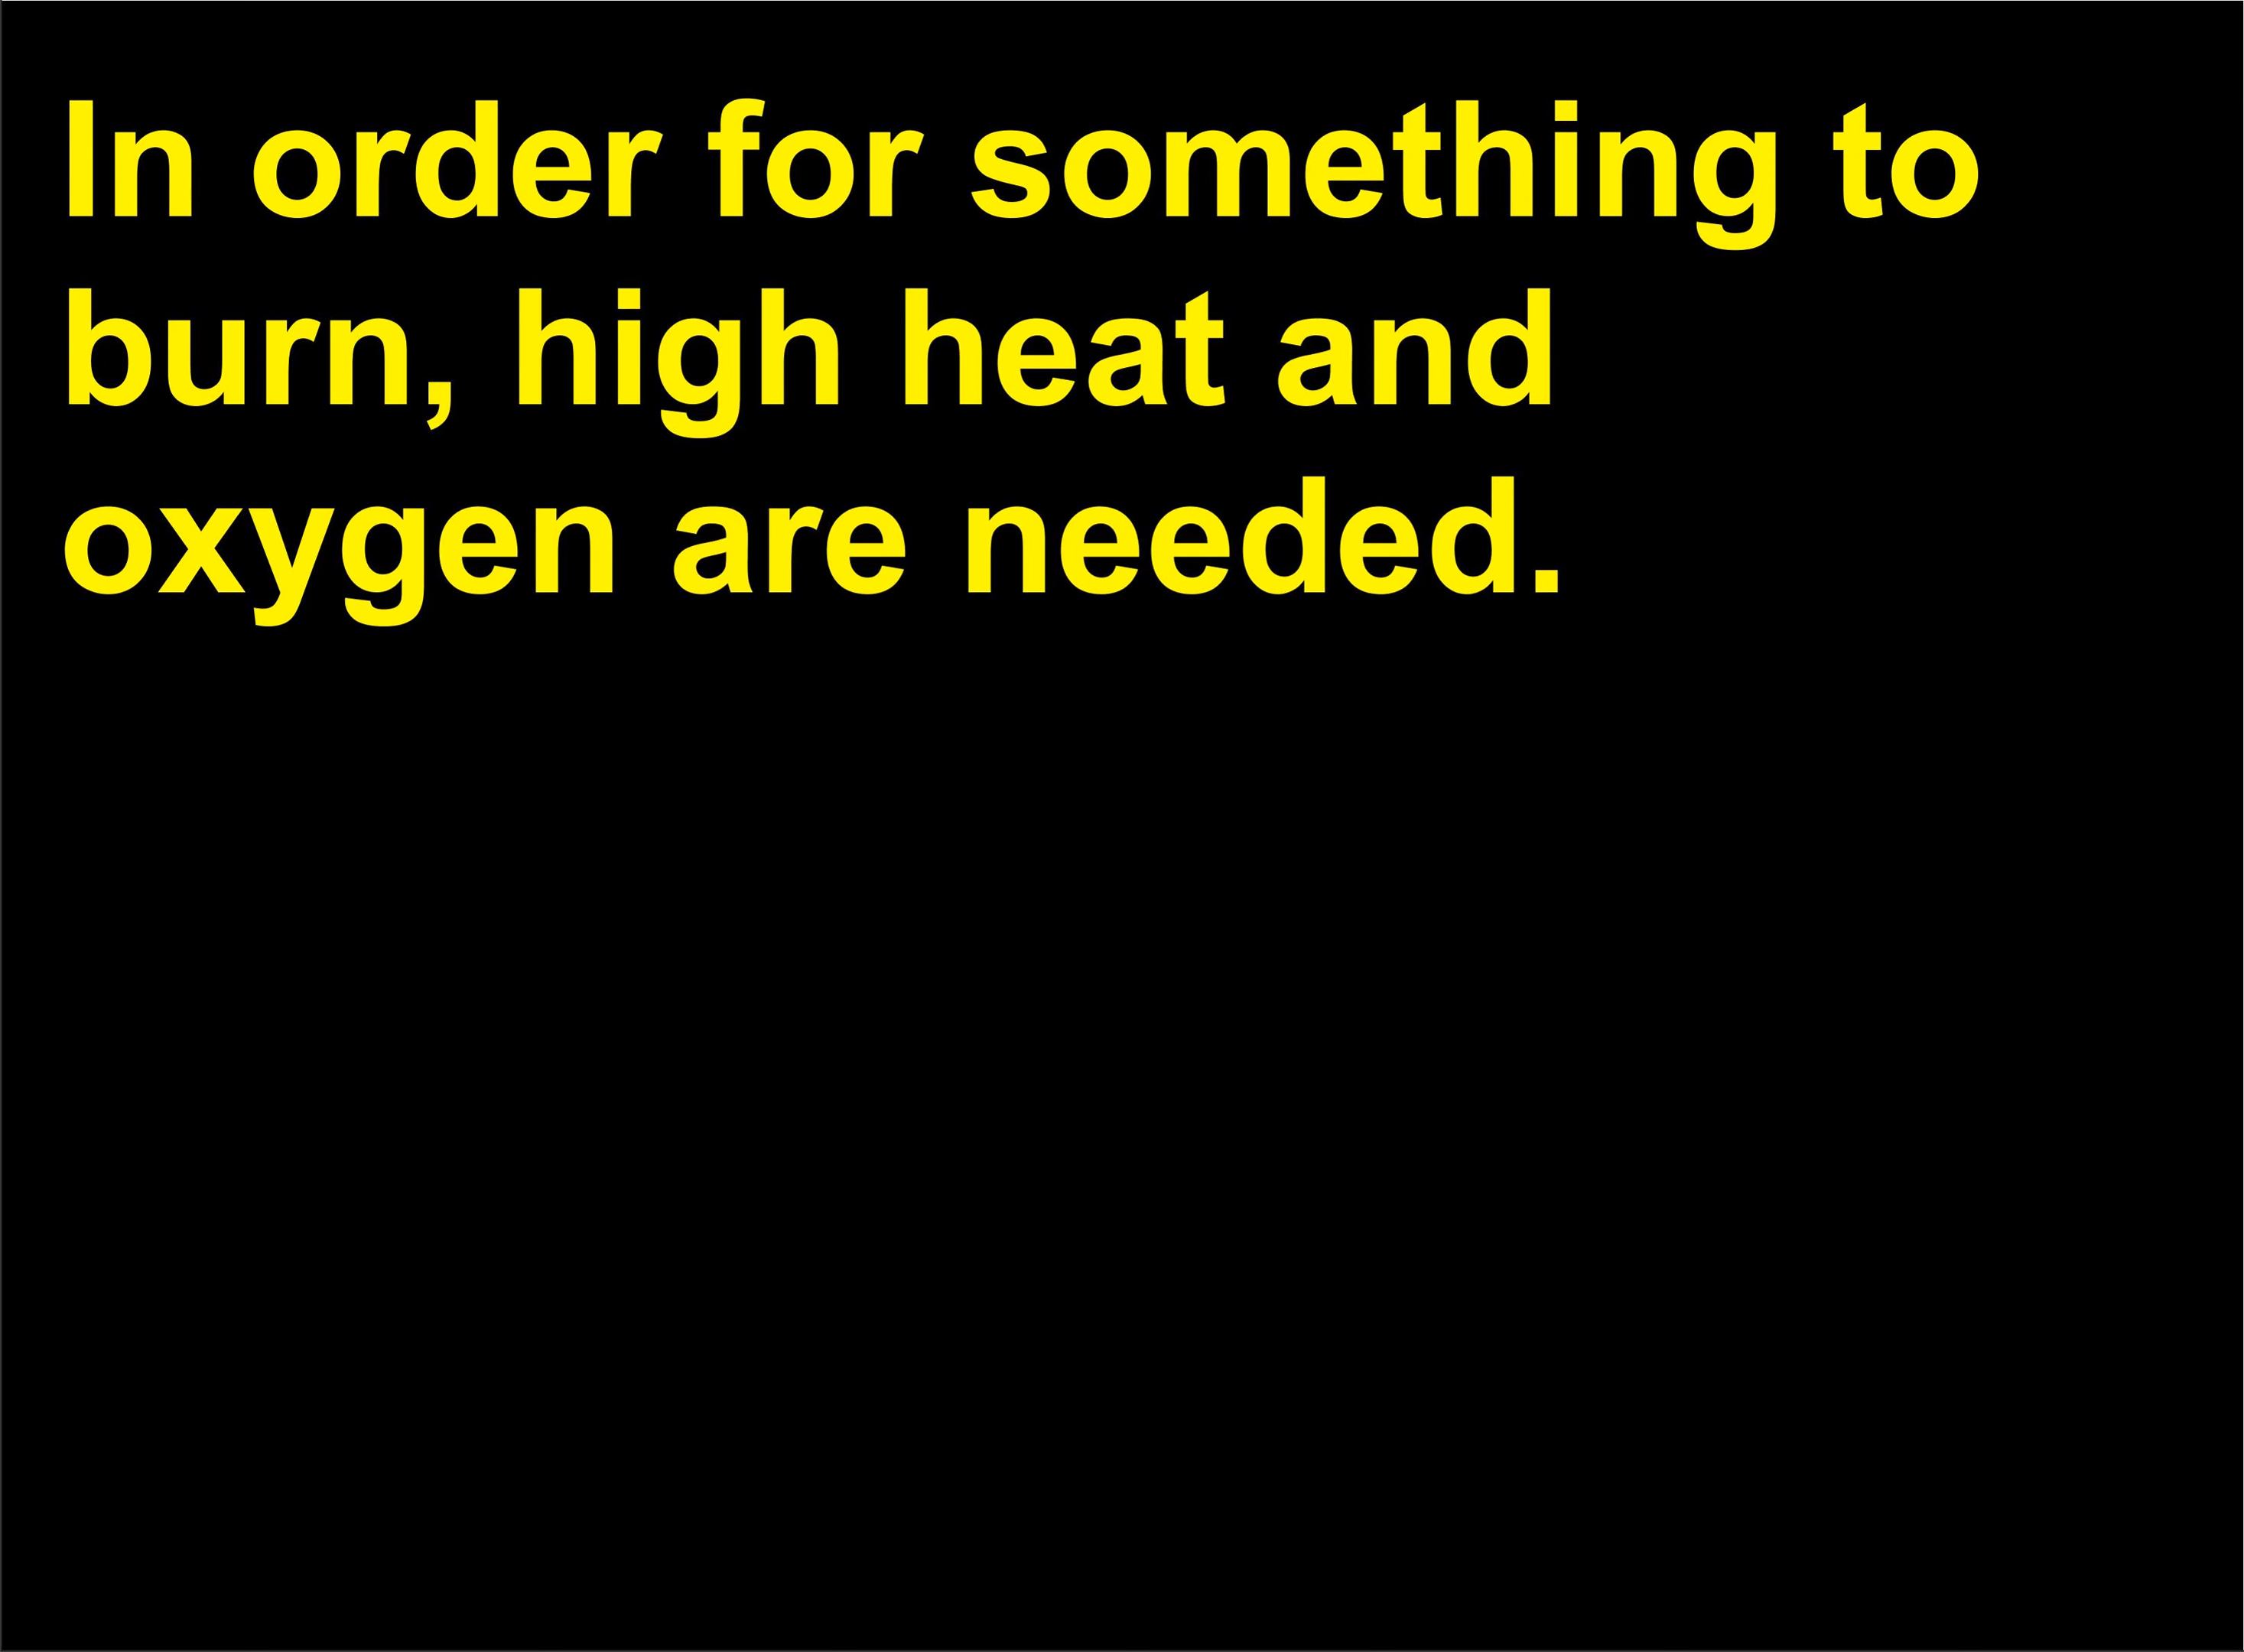 In order for something to
burn, high heat and
oxygen are needed.